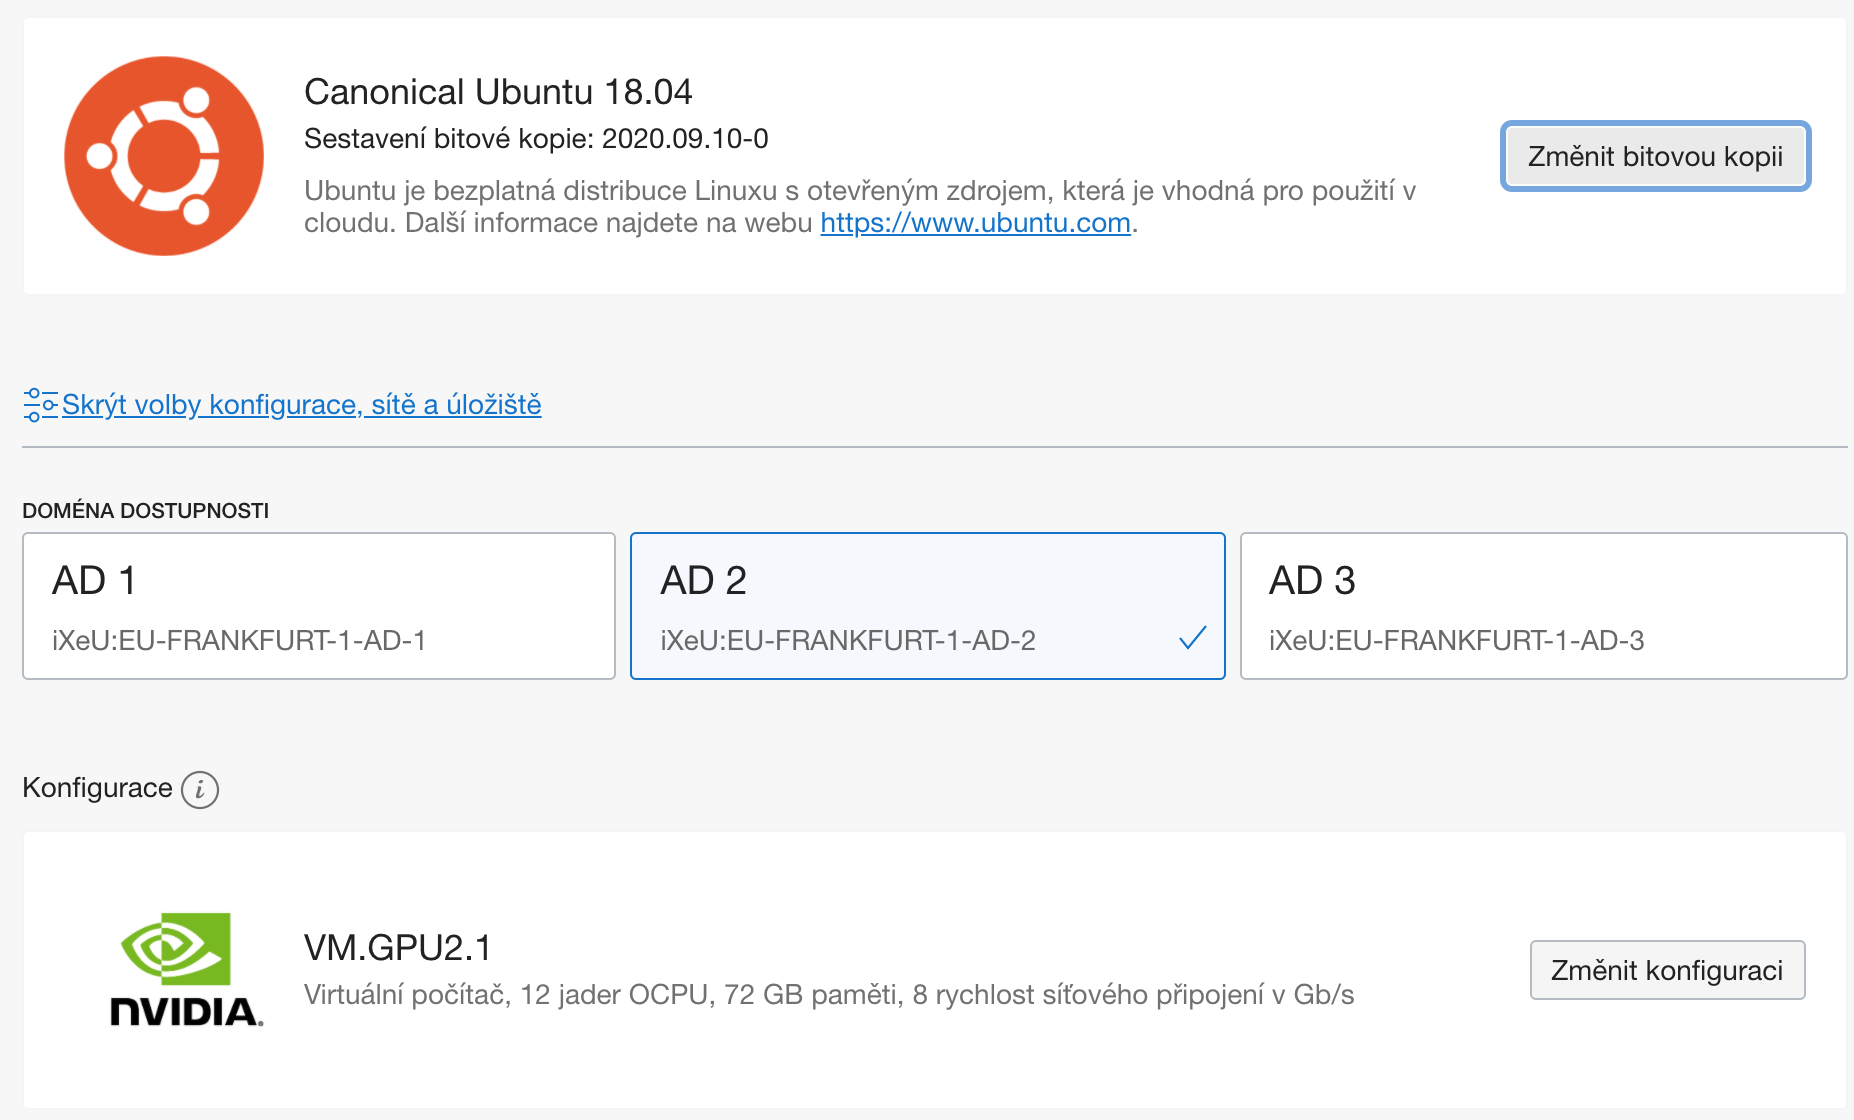 Canonical Ubuntu 18.04
Sestavení bitové kopie: 2020.09.10-0
Ubuntu je bezplatná distribuce Linuxu s otevřeným zdrojem, která je vhodná pro použití v
cloudu. Další informace najdete na webu https://www.ubuntu.com.
Změnit bitovou kopii
Skrýt volby konfigurace, sítě a úložiště
DOMÉNA DOSTUPNOSTI
AD 1
iXeU:EU-FRANKFURT-1-AD-1
AD 2
iXeU:EU-FRANKFURT-1-AD-2
AD 3
iXeU:EU-FRANKFURT-1-AD-3
Konfigurace i
NVIDIA.
VM.GPU2.1
Virtuální počítač, 12 jader OCPU, 72 GB paměti, 8 rychlost síťového připojení v Gb/s
Změnit konfiguraci